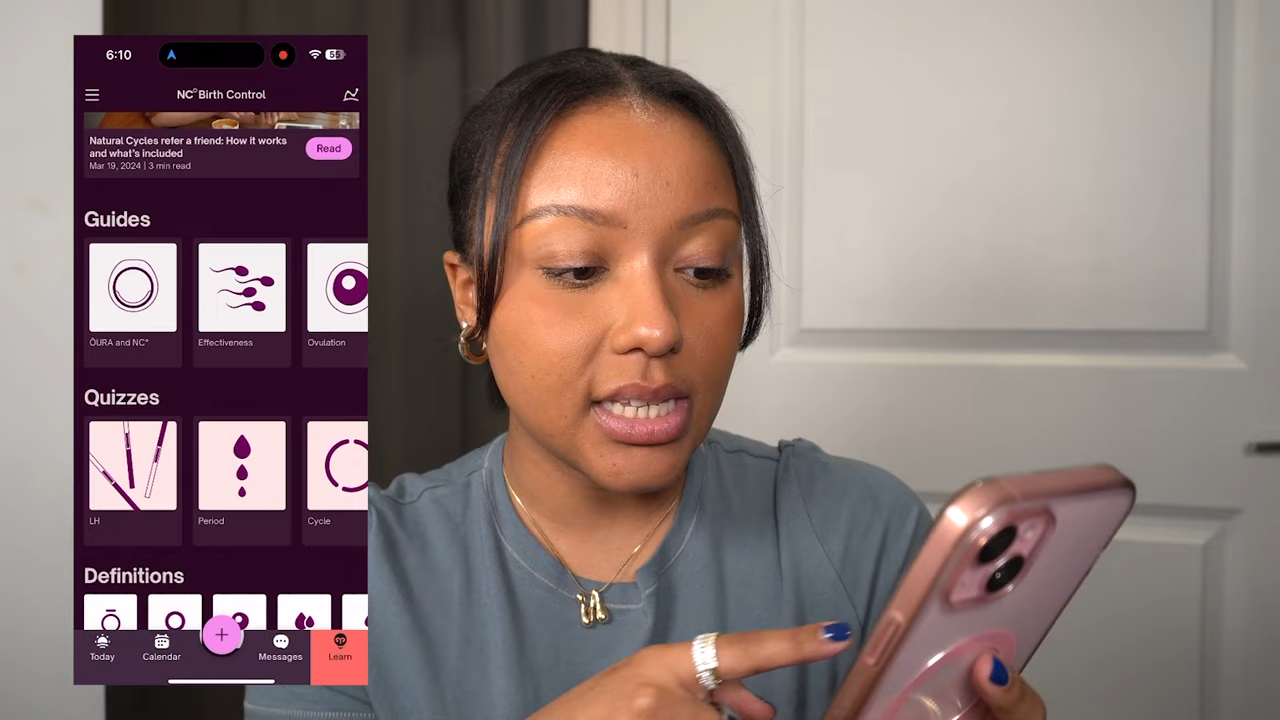 6:10
55
NC° Birth Control
Natural Cycles refer a friend: How it works
and what's included
Read
Mar 19, 2024 | 3 min read
Guides
ŌURA and NC°
Effectiveness
Ovulation
Quizzes
LH
Period
Cycle
Definitions
Today
Calendar
Messages
Learn